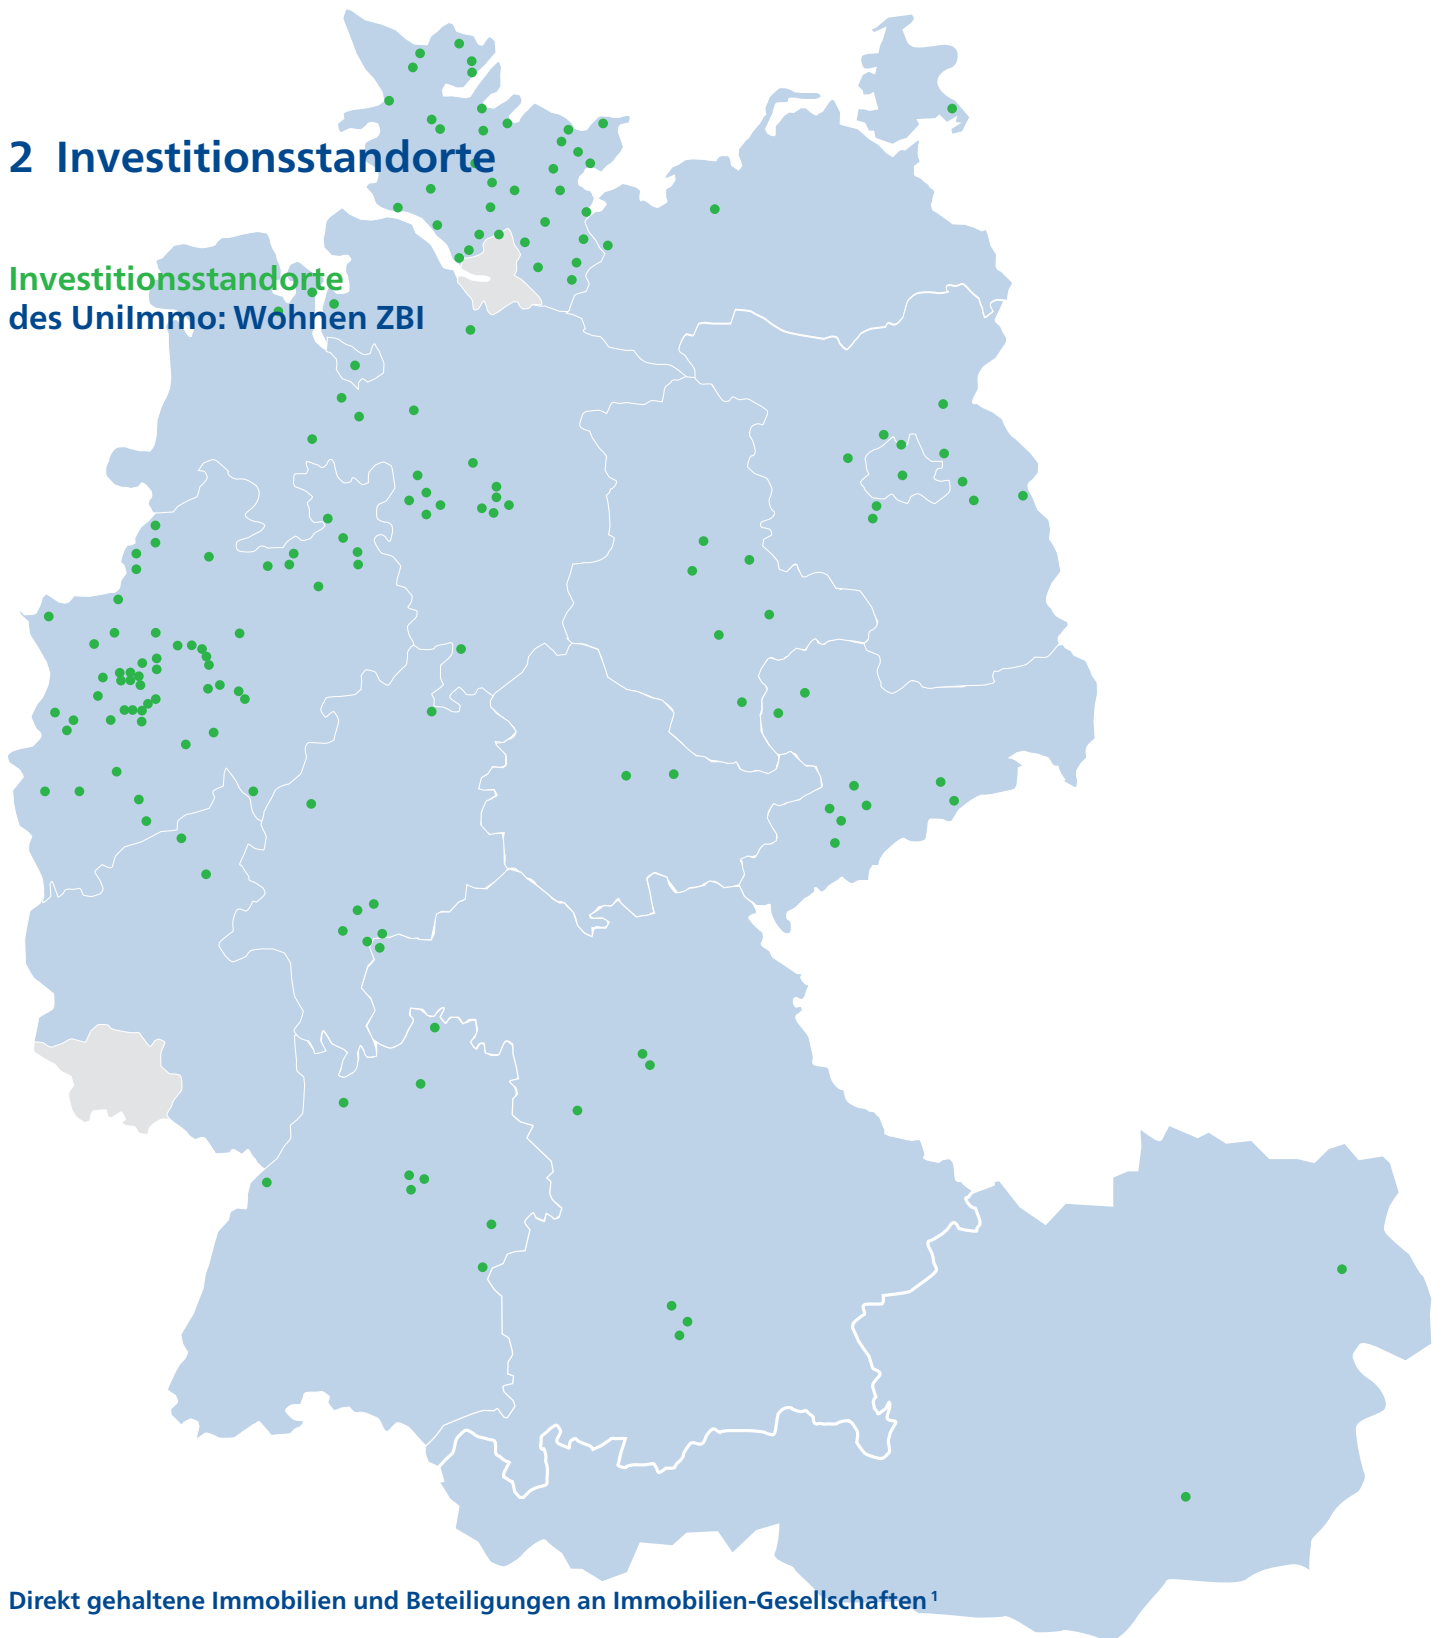 2 Investitionsstandorte
Investitionsstandorte
des UniImmo: Wohnen ZBI
Direkt gehaltene Immobilien und Beteiligungen an Immobilien-Gesellschaften ¹